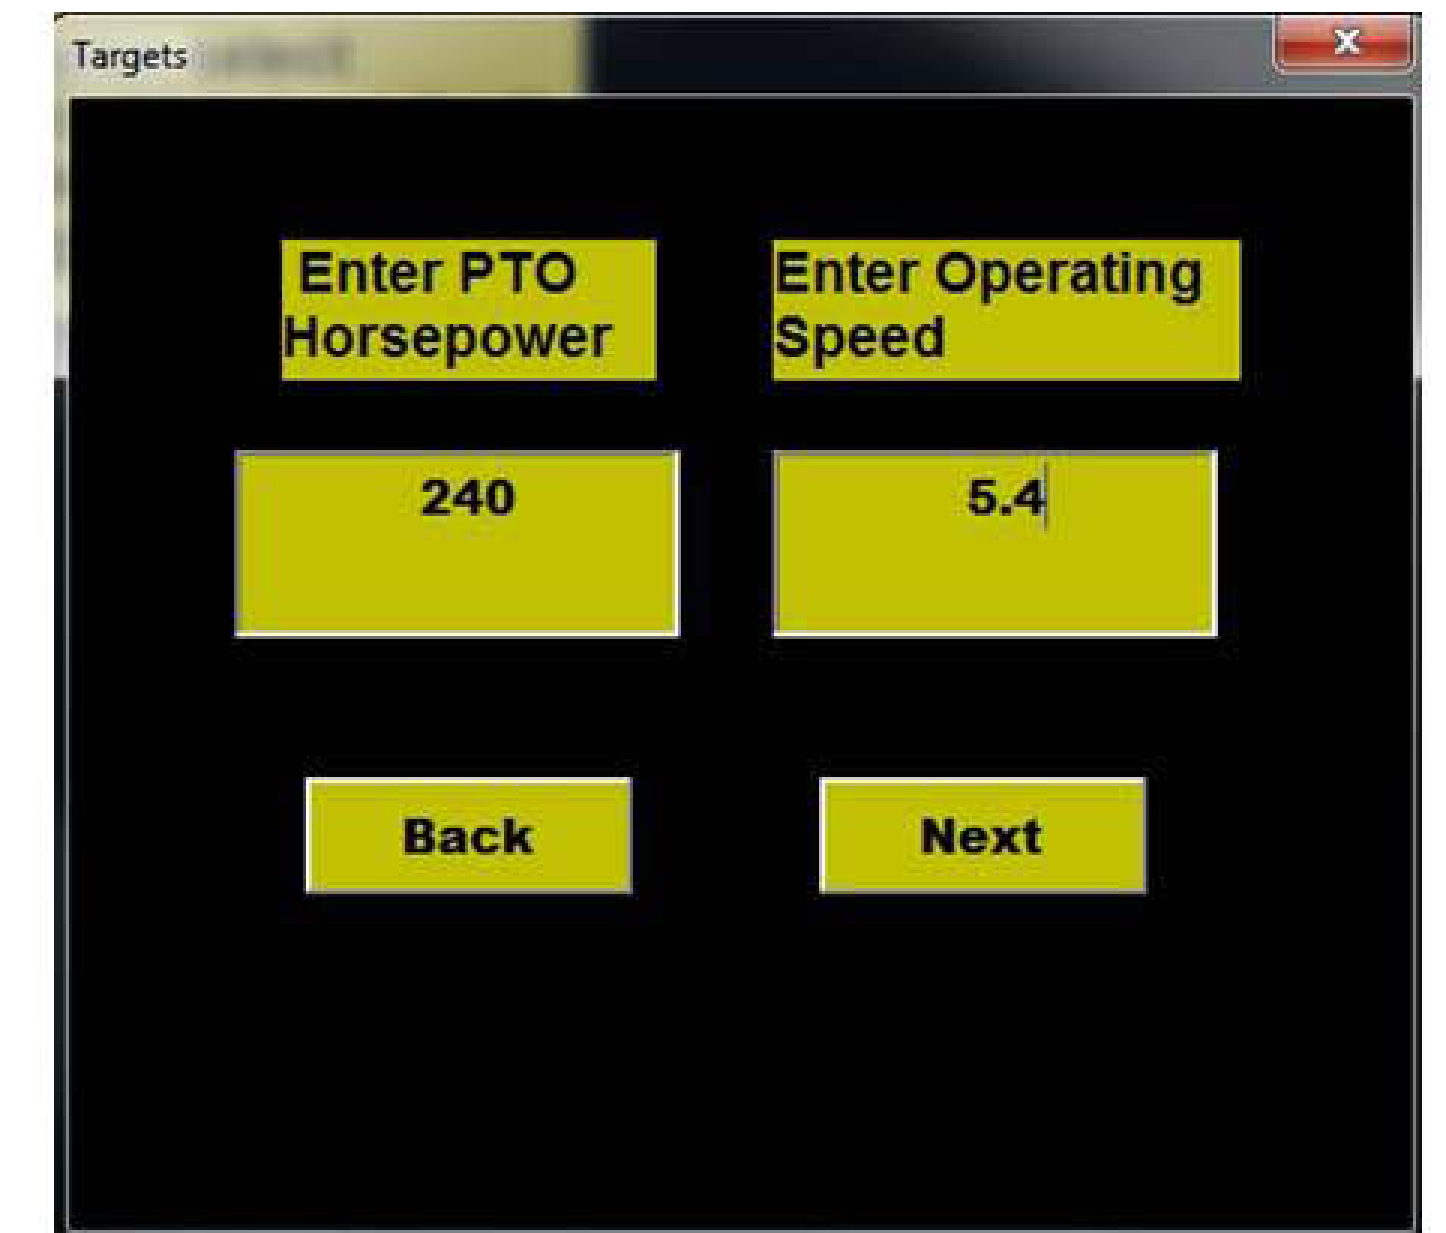 Targets
Enter PTO
Horsepower
Enter Operating
Speed
240
5.4
Back
Next